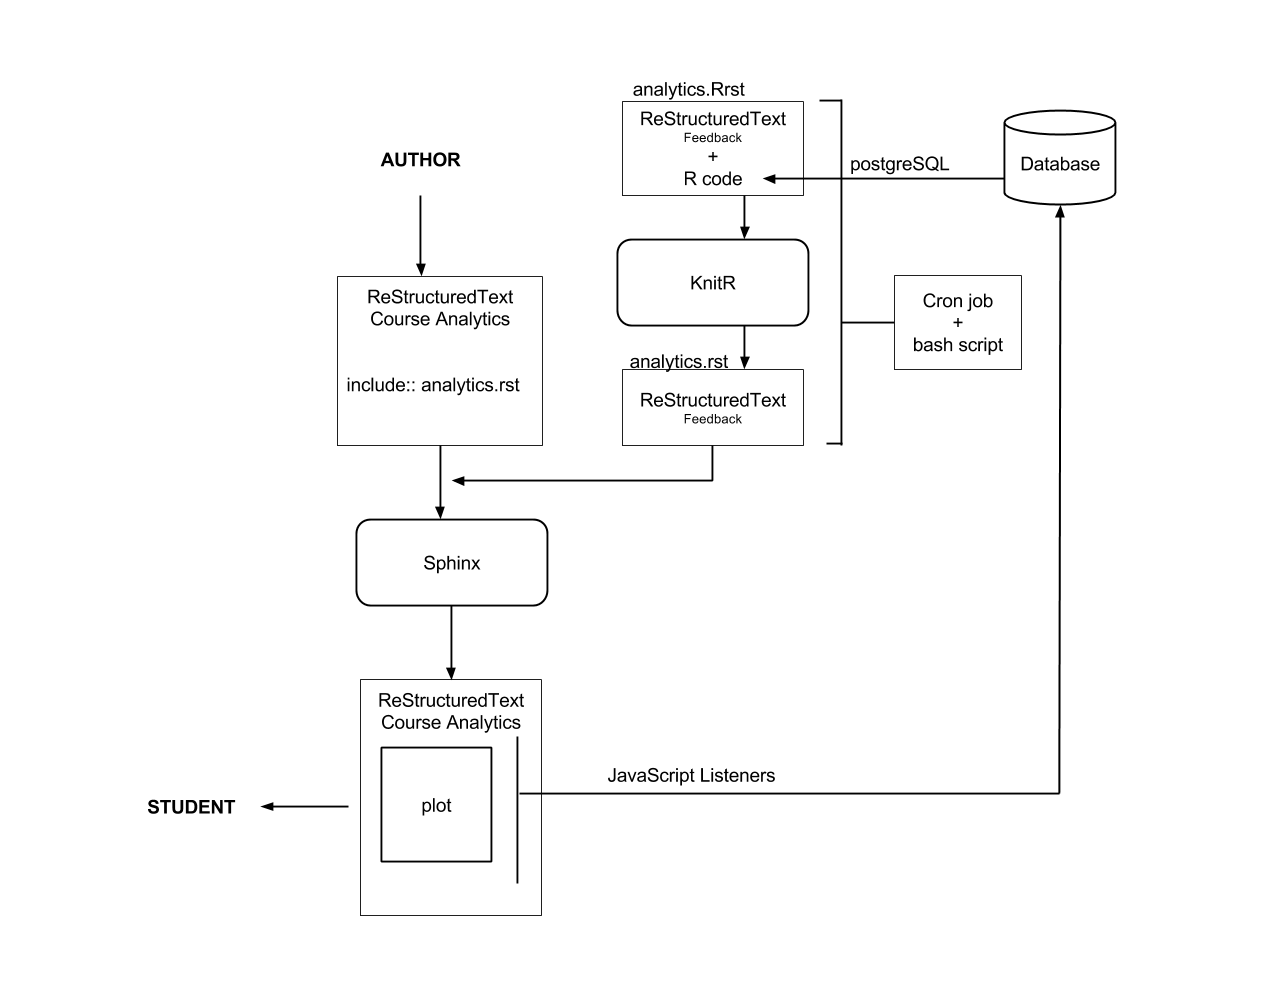 analytics.Rrst
ReStructuredText
Feedback
+
R code
postgreSQL
Database
AUTHOR
ReStructuredText
Course Analytics
include:: analytics.rst
KnitR
Cron job
+
bash script
analytics.rst
ReStructuredText
Feedback
Sphinx
ReStructuredText
Course Analytics
plot
JavaScript Listeners
STUDENT